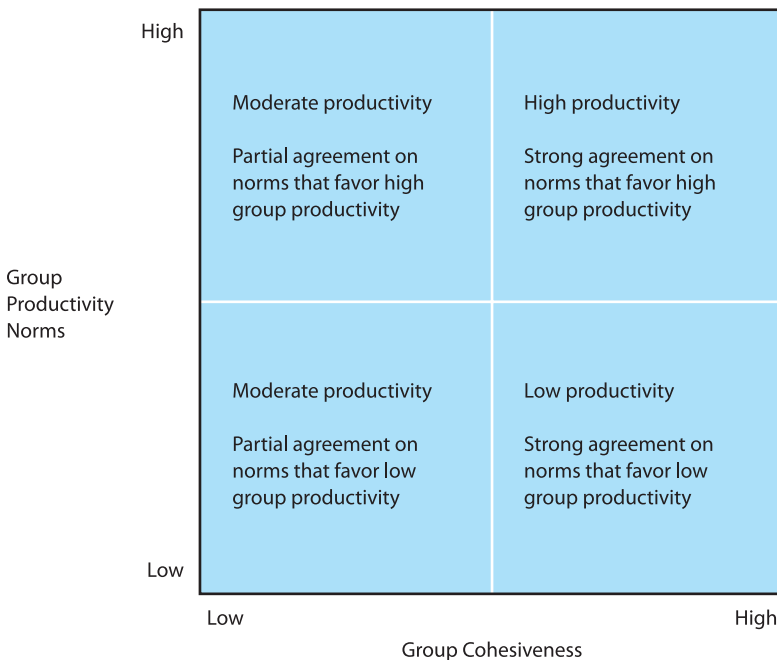 High
Moderate productivity
Partial agreement on
norms that favor high
group productivity
High productivity
Strong agreement on
norms that favor high
group productivity
Group
Productivity
Norms
Moderate productivity
Partial agreement on
norms that favor low
group productivity
Low productivity
Strong agreement on
norms that favor low
group productivity
Low
Low
High
Group Cohesiveness